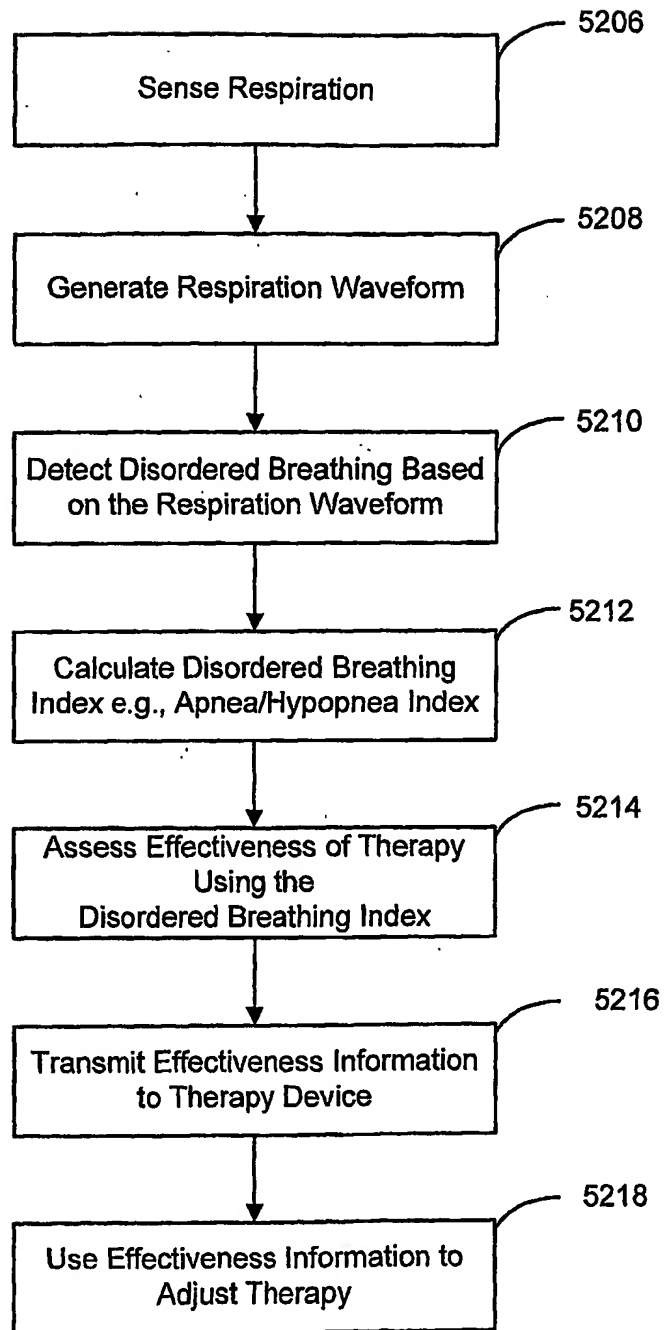 5206
Sense Respiration
5208
Generate Respiration Waveform
5210
Detect Disordered Breathing Based
on the Respiration Waveform
5212
Calculate Disordered Breathing
Index e.g., Apnea/Hypopnea Index
5214
Assess Effectiveness of Therapy
Using the
Disordered Breathing Index
5216
Transmit Effectiveness Information
to Therapy Device
5218
Use Effectiveness Information to
Adjust Therapy